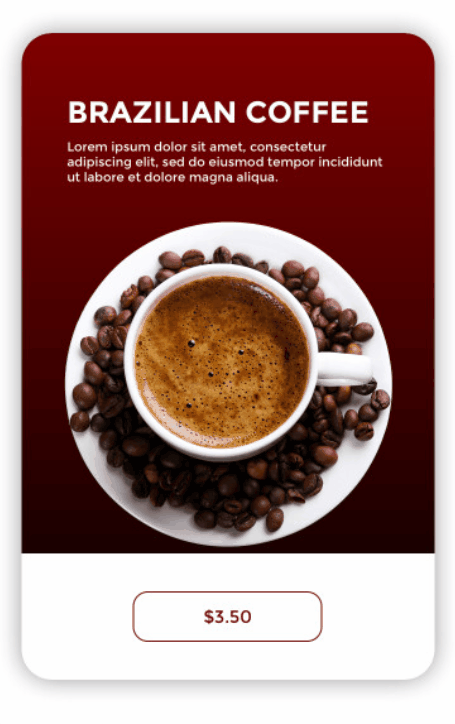 BRAZILIAN COFFEE
Lorem ipsum dolor sit amet, consectetur
adipiscing elit, sed do eiusmod tempor incididunt
ut labore et dolore magna aliqua.
$3.50